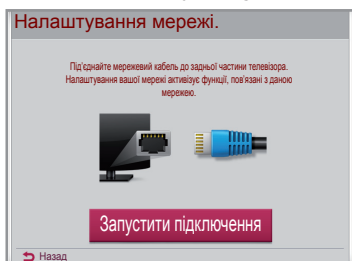 Налаштування мережі.
Під'єднайте мережевий кабель до задньої частини телевізора.
Налаштування вашої мережі активізує функції, пов'язані з даною
мережею.
Запустити підключення
Назад